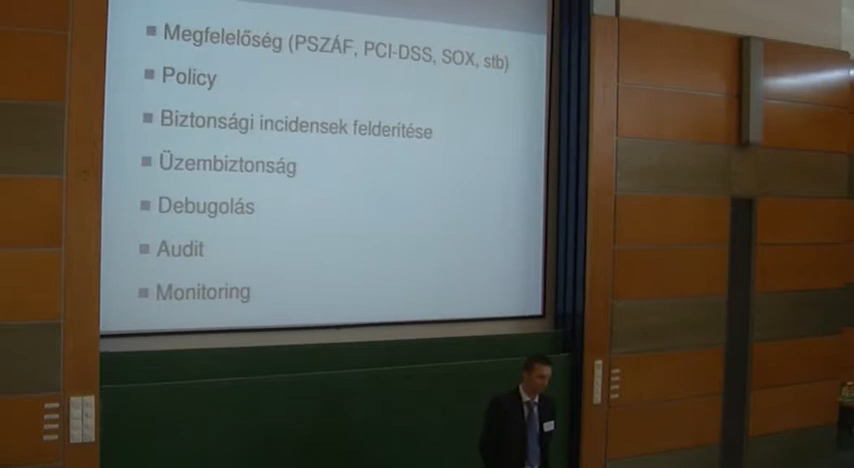 Megfelelőség (PSZÁF, PCI-DSS, SOX, stb)
Policy
Biztonsági incidensek felderítése
Üzembiztonság
Debugolás
Audit
Monitoring